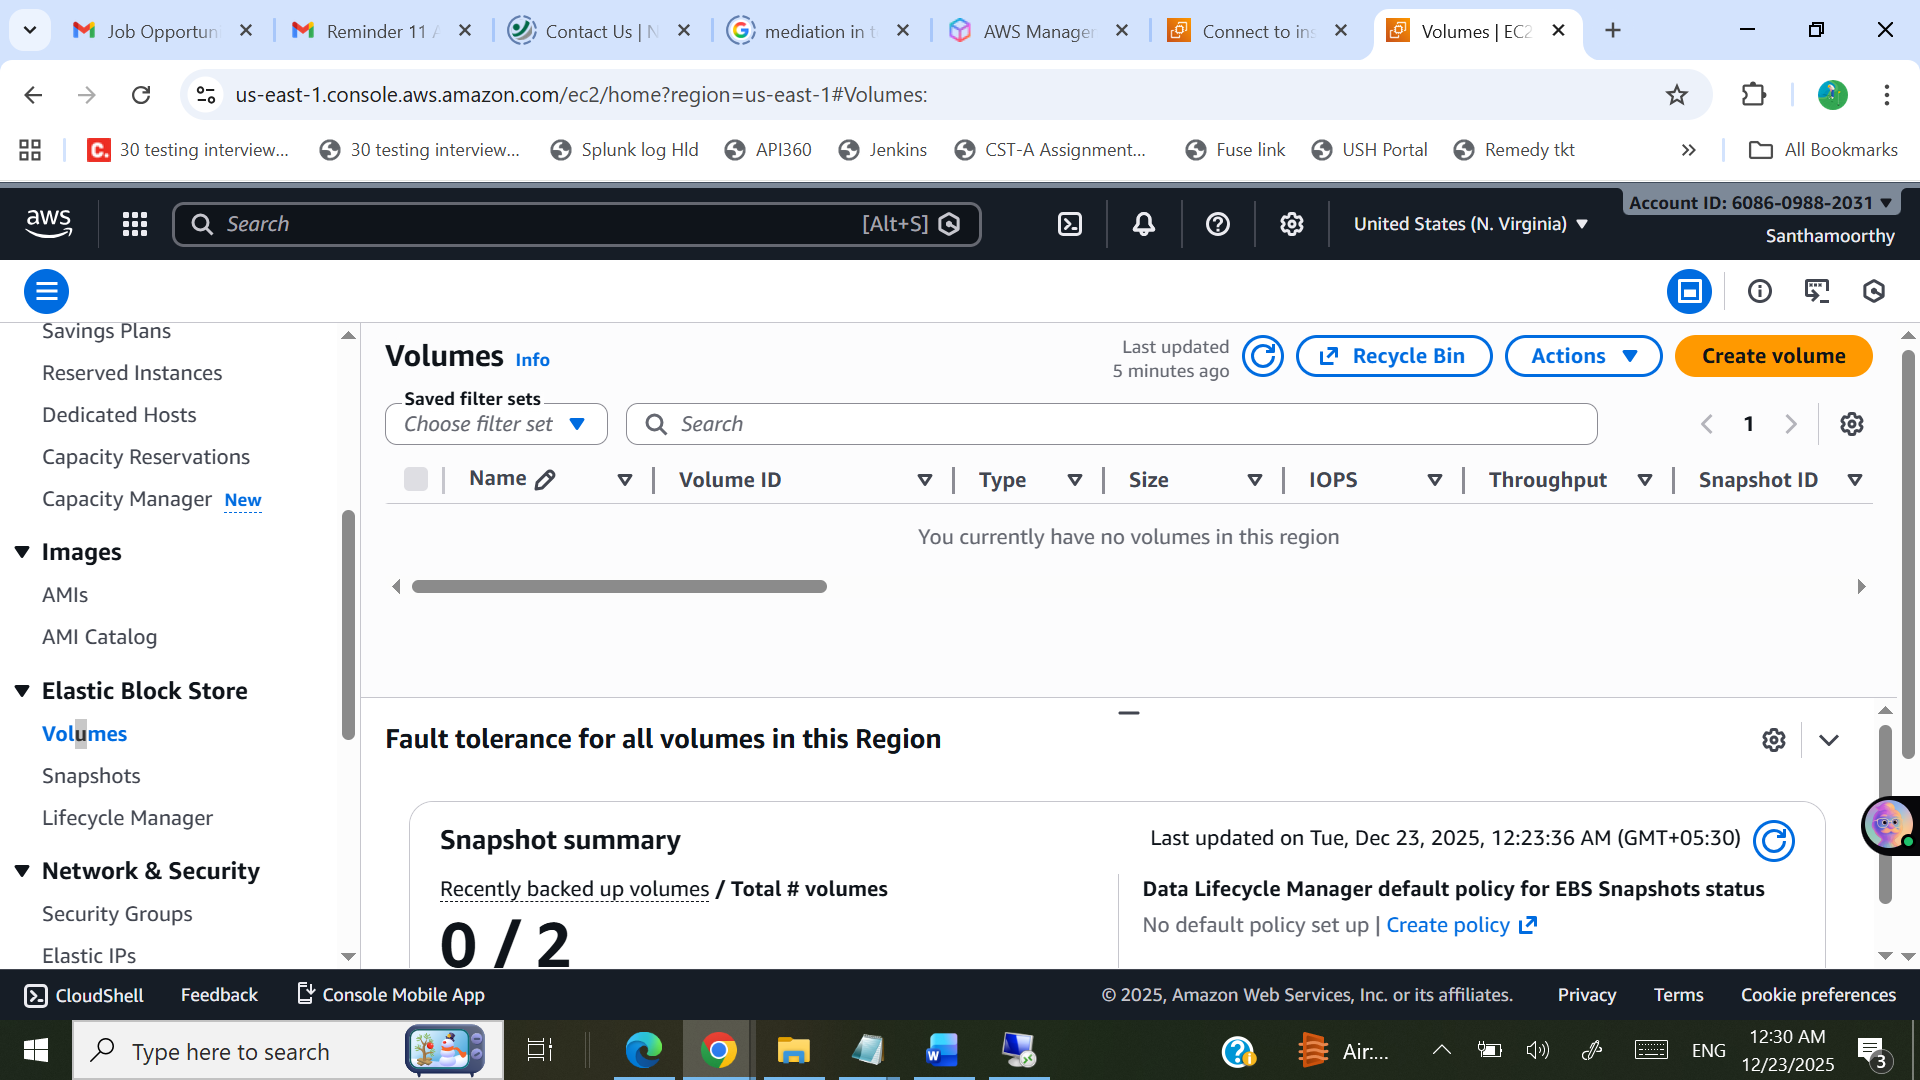 Job Opportun
Reminder 11 A
Contact Us | N
mediation in t
AWS Manager
Connect to ins
Volumes | EC2
us-east-1.console.aws.amazon.com/ec2/home?region=us-east-1#Volumes:
30 testing interview...
30 testing interview...
Splunk log Hld
API360
Jenkins
CST-A Assignment...
Fuse link
USH Portal
Remedy tkt
All Bookmarks
aws
Search
[Alt+S]
United States (N. Virginia)
Account ID: 6086-0988-2031
Santhamoorthy
Savings Plans
Reserved Instances
Dedicated Hosts
Capacity Reservations
Capacity Manager New
Images
AMIs
AMI Catalog
Elastic Block Store
Volumes
Snapshots
Lifecycle Manager
Network & Security
Security Groups
Elastic IPs
Volumes Info
Last updated
5 minutes ago
Recycle Bin
Actions
Create volume
Saved filter sets
Choose filter set
Search
1
Name
Volume ID
Type
Size
IOPS
Throughput
Snapshot ID
You currently have no volumes in this region
Fault tolerance for all volumes in this Region
Snapshot summary
Last updated on Tue, Dec 23, 2025, 12:23:36 AM (GMT+05:30)
Recently backed up volumes / Total # volumes
0 / 2
Data Lifecycle Manager default policy for EBS Snapshots status
No default policy set up | Create policy
CloudShell
Feedback
Console Mobile App
© 2025, Amazon Web Services, Inc. or its affiliates.
Privacy
Terms
Cookie preferences
Type here to search
Air:...
ENG
12:30 AM
12/23/2025
3